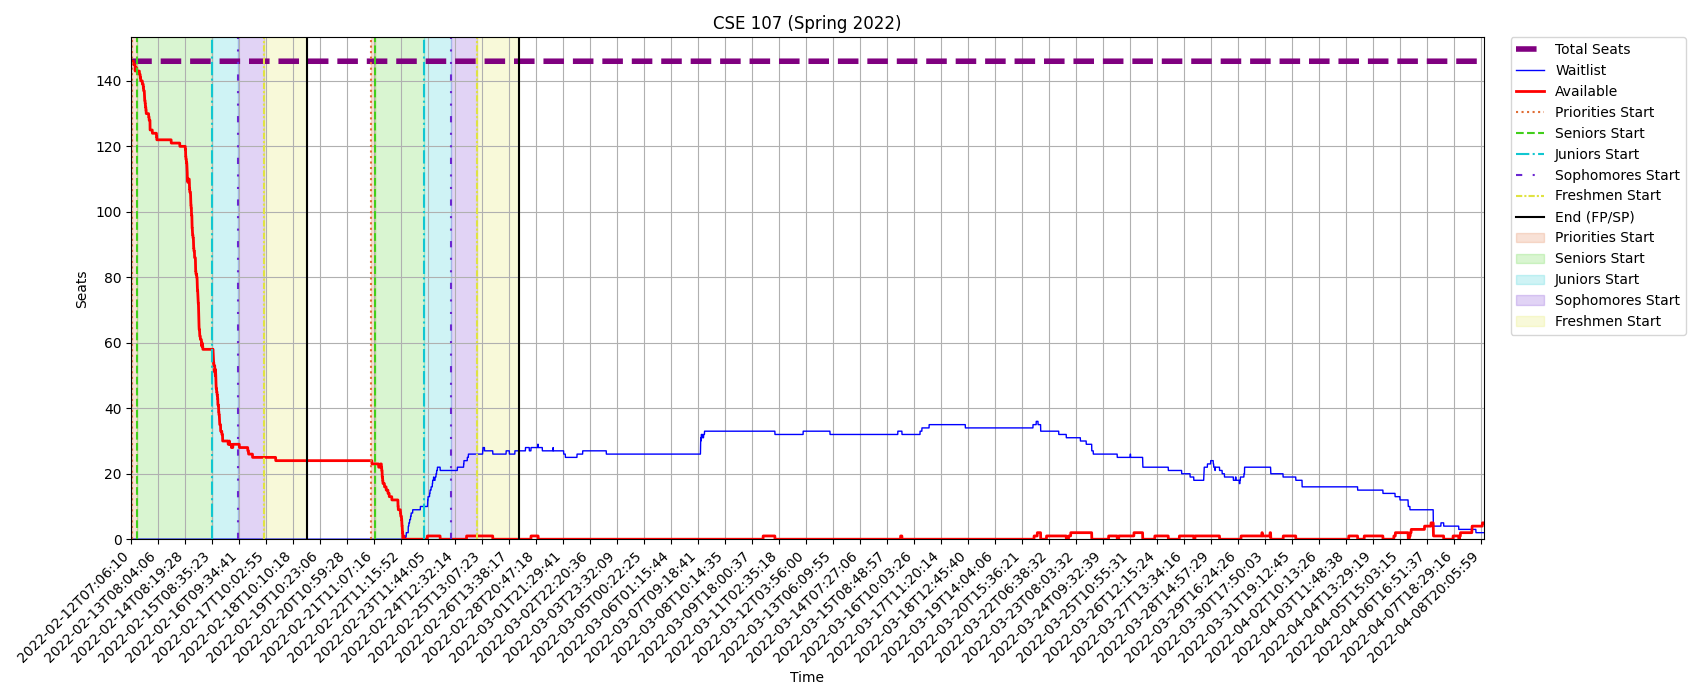 CSE 107 (Spring 2022)
Total Seats
Waitlist
Available
Priorities Start
Seniors Start
Juniors Start
Sophomores Start
Freshmen Start
End (FP/SP)
Priorities Start
Seniors Start
Juniors Start
Sophomores Start
Freshmen Start
Seats
140
120
100
80
60
40
20
0
2022-02-12T07:06:10
2022-02-13T08:04:06
2022-02-14T08:19:28
2022-02-15T08:35:23
2022-02-16T09:34:41
2022-02-17T10:02:55
2022-02-18T10:10:18
2022-02-19T10:23:06
2022-02-20T10:59:28
2022-02-21T11:07:16
2022-02-22T11:15:52
2022-02-23T11:44:05
2022-02-24T12:32:14
2022-02-25T13:07:23
2022-02-26T13:38:17
2022-02-28T20:47:18
2022-03-01T21:29:41
2022-03-02T22:20:36
2022-03-03T23:32:09
2022-03-05T00:22:25
2022-03-06T01:15:44
2022-03-07T09:18:41
2022-03-08T10:14:35
2022-03-09T18:00:37
2022-03-11T02:35:18
2022-03-12T03:56:00
2022-03-13T06:09:55
2022-03-14T07:27:06
2022-03-15T08:48:57
2022-03-16T10:03:26
2022-03-17T11:20:14
2022-03-18T12:45:40
2022-03-19T14:04:06
2022-03-20T15:36:21
2022-03-22T06:38:32
2022-03-23T08:03:32
2022-03-24T09:32:39
2022-03-25T10:55:31
2022-03-26T12:15:24
2022-03-27T13:34:16
2022-03-28T14:57:29
2022-03-29T16:24:26
2022-03-30T17:50:03
2022-03-31T19:12:45
2022-04-02T10:13:26
2022-04-03T11:48:38
2022-04-04T13:29:19
2022-04-05T15:03:15
2022-04-06T16:51:37
2022-04-07T18:29:16
2022-04-08T20:05:59
Time